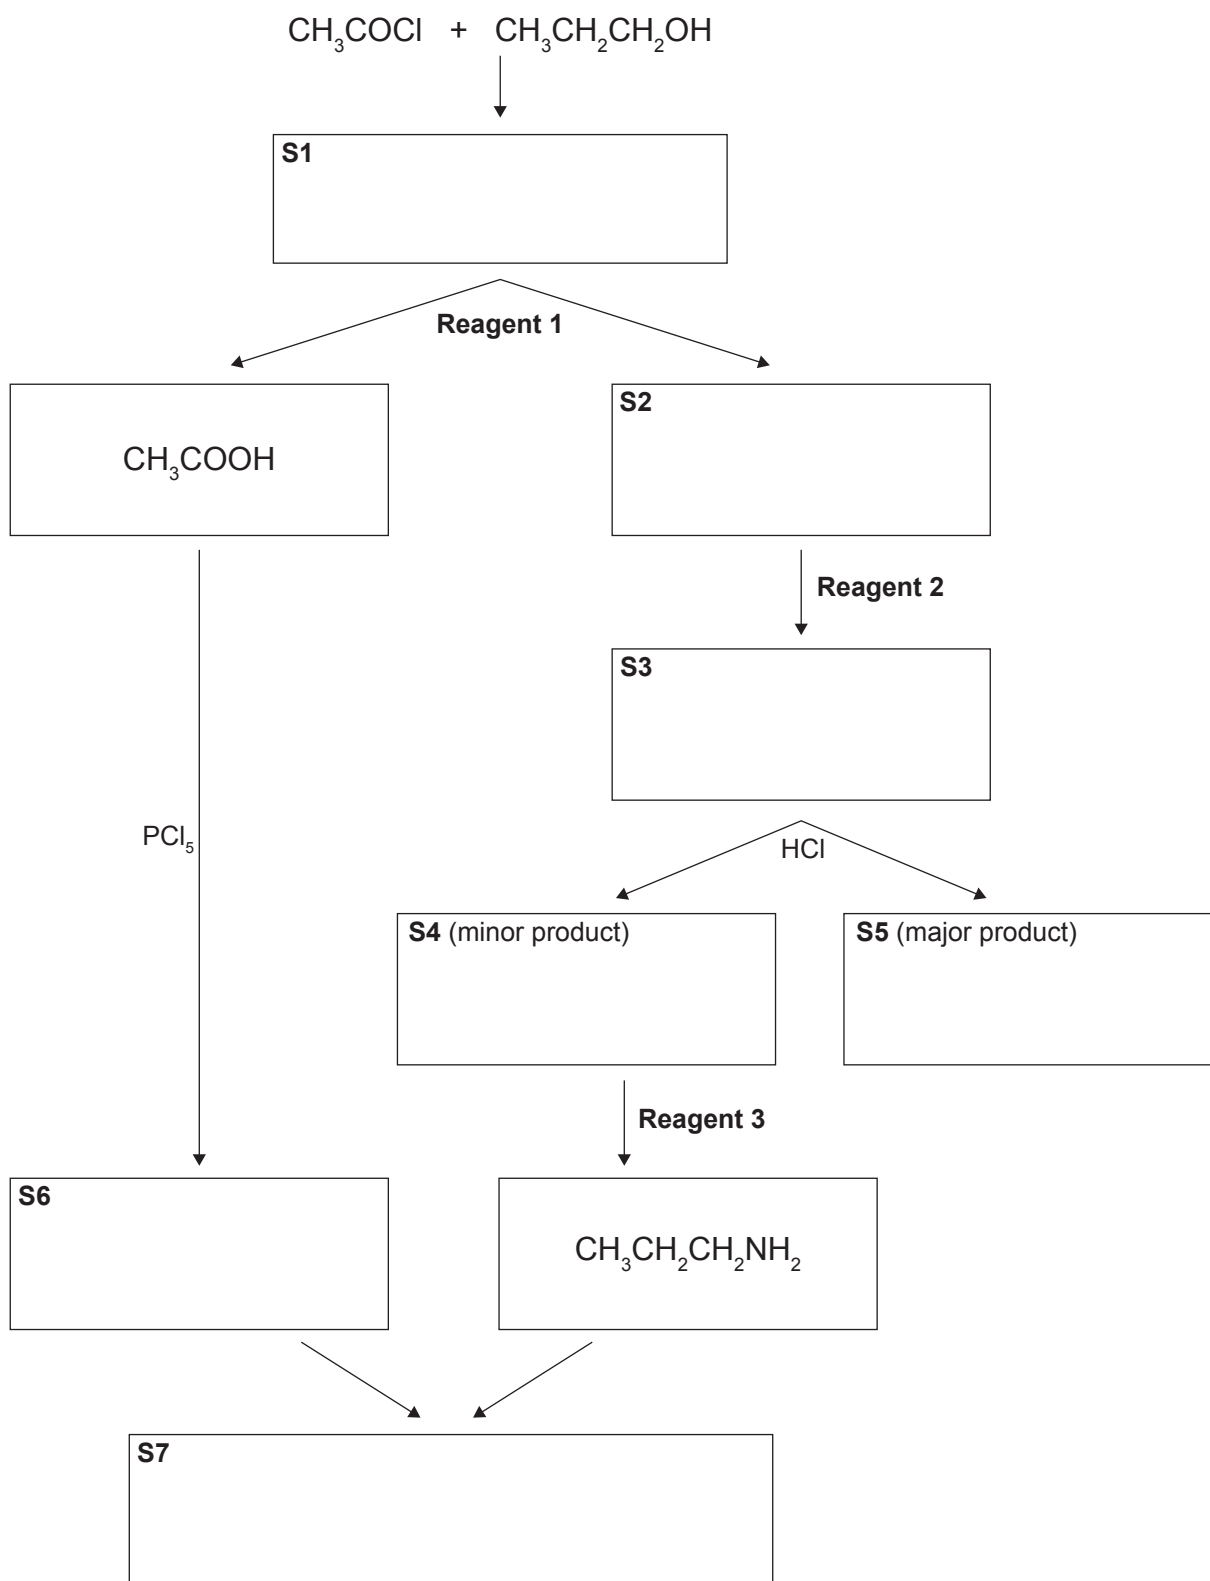 CH₃COCl + CH₃CH₂CH₂OH
S1
Reagent 1
CH₃COOH
S2
Reagent 2
S3
PCl₅
HCl
S4 (minor product)
S5 (major product)
Reagent 3
S6
CH₃CH₂CH₂NH₂
S7